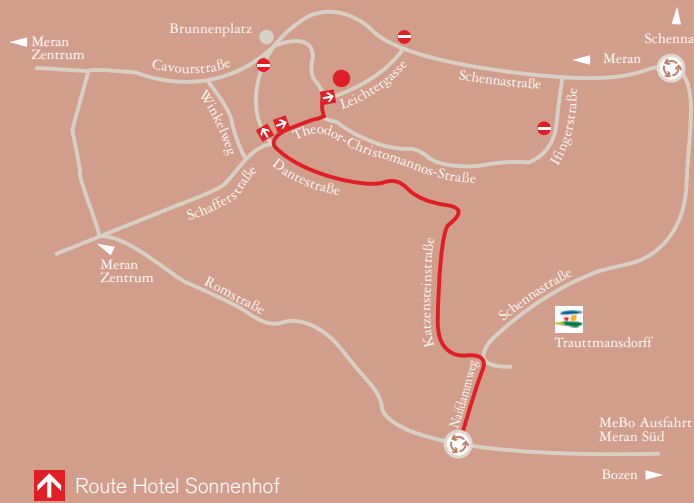 Schenna
Brunnenplatz
Meran
Zentrum
Cavourstraße
Meran
Schennastraße
Leichtergasse
Winkelweg
Ifingerstraße
Theodor-Christomannos-Straße
Dantestraße
Schafferstraße
Meran
Zentrum
Romstraße
Katzensteinstraße
Schennastraße
Trauttmansdorff
Naifdammweg
MeBo Ausfahrt
Meran Süd
Bozen
Route Hotel Sonnenhof